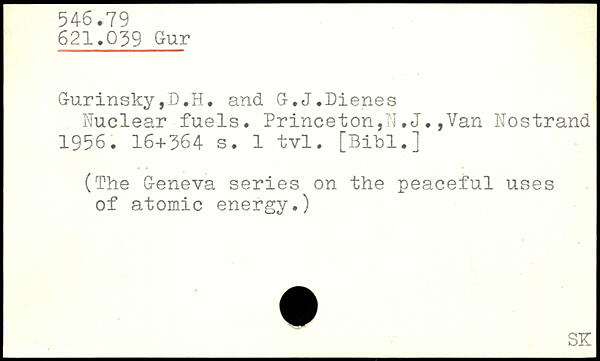 546.79
621.039 Gur
Gurinsky,D.H. and G.J.Dienes
Nuclear fuels. Princeton,N.J.,Van Nostrand
1956. 16+364 s. 1 tvl. [Bibl.]
(The Geneva series on the peaceful uses
of atomic energy.)
SK